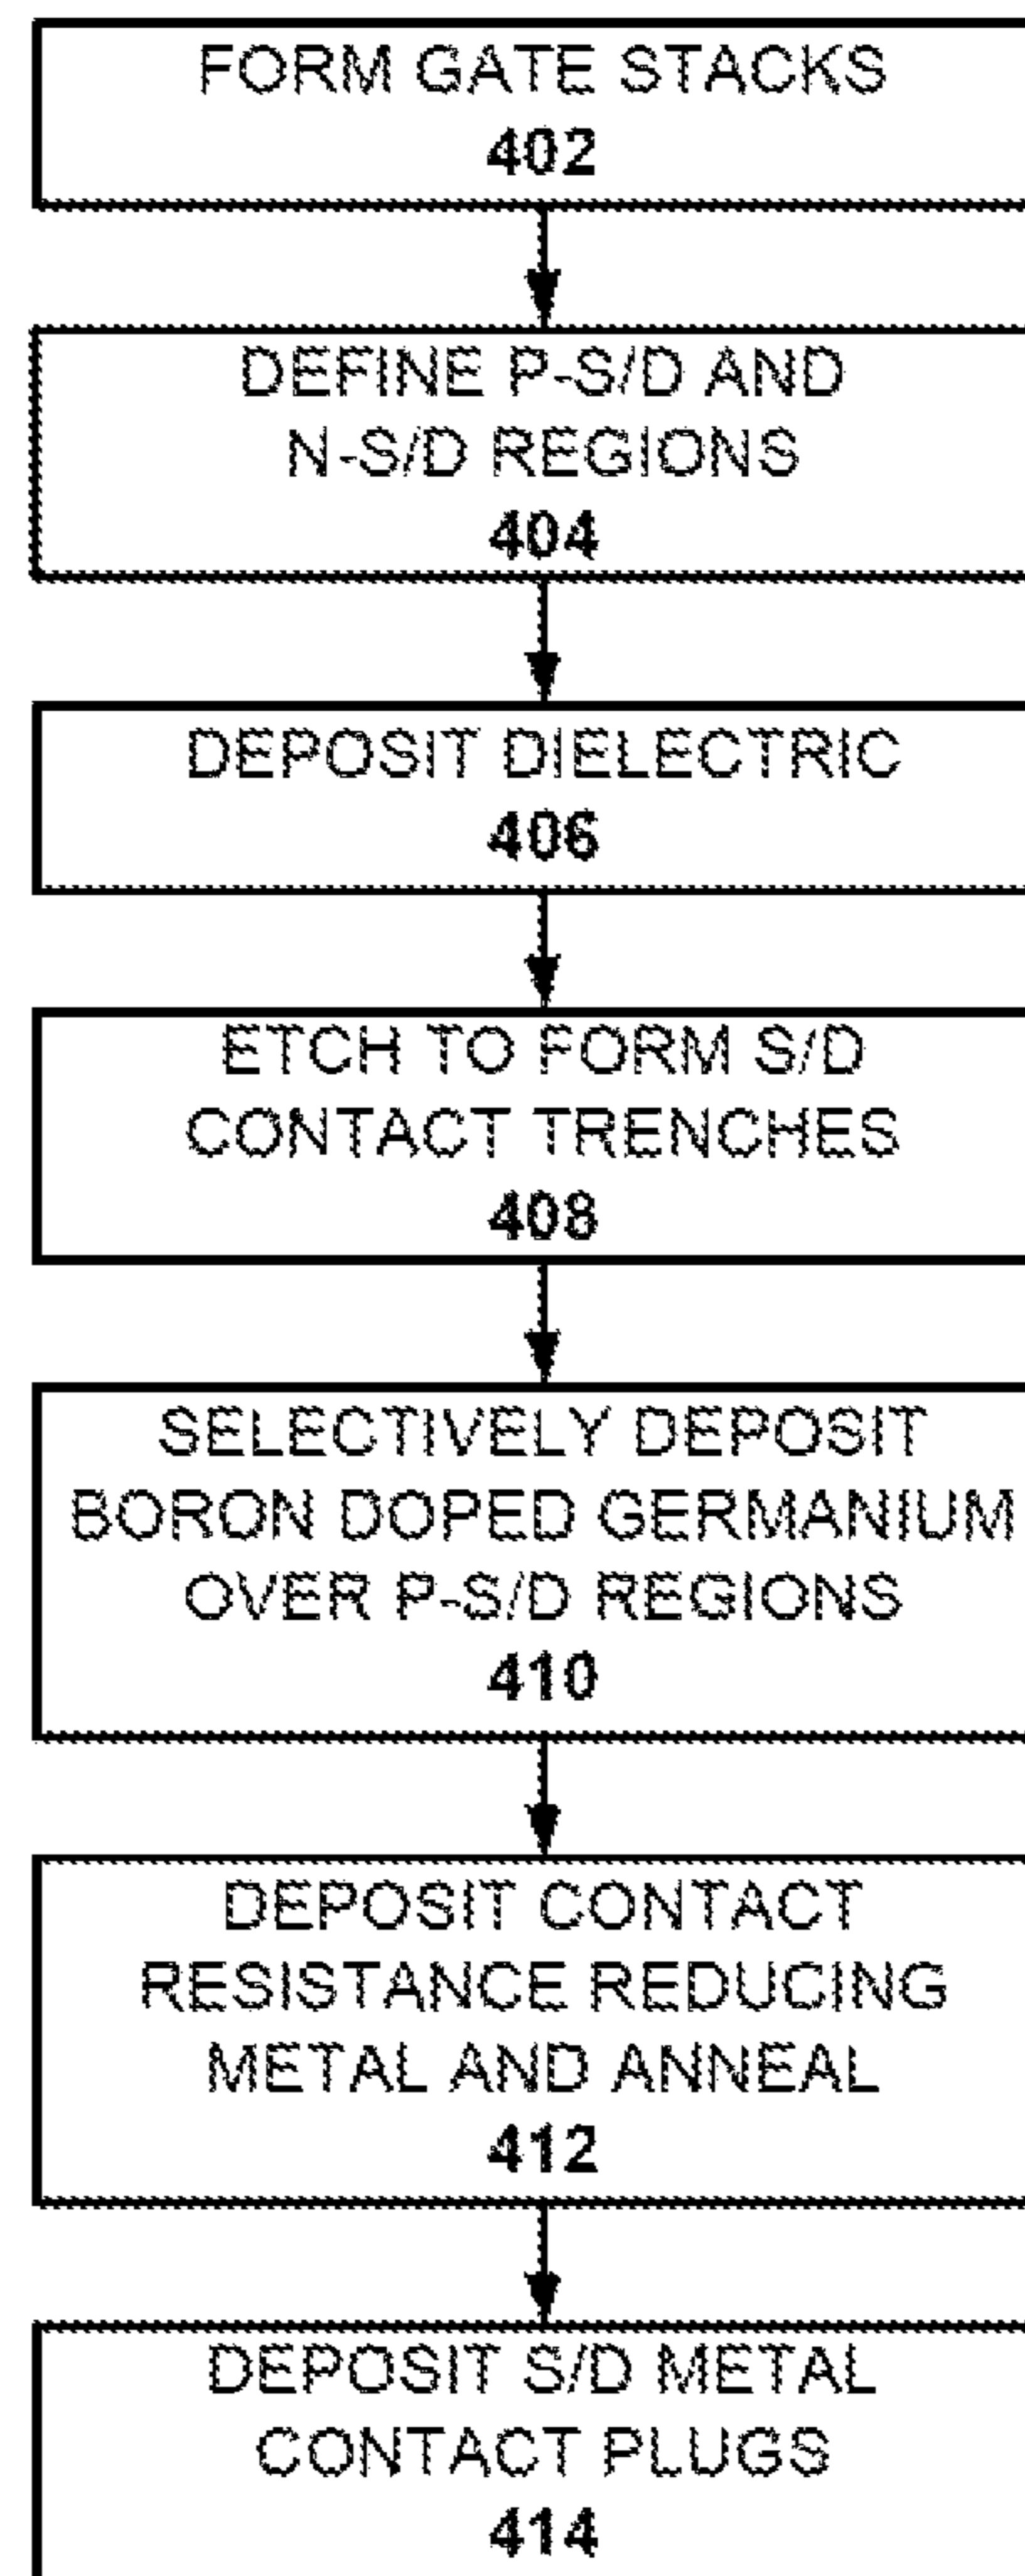 FORM GATE STACKS
402
DEFINE P-S/D AND
N-S/D REGIONS
404
DEPOSIT DIELECTRIC
406
ETCH TO FORM S/D
CONTACT TRENCHES
408
SELECTIVELY DEPOSIT
BORON DOPED GERMANIUM
OVER P-S/D REGIONS
410
DEPOSIT CONTACT
RESISTANCE REDUCING
METAL AND ANNEAL
412
DEPOSIT S/D METAL
CONTACT PLUGS
414